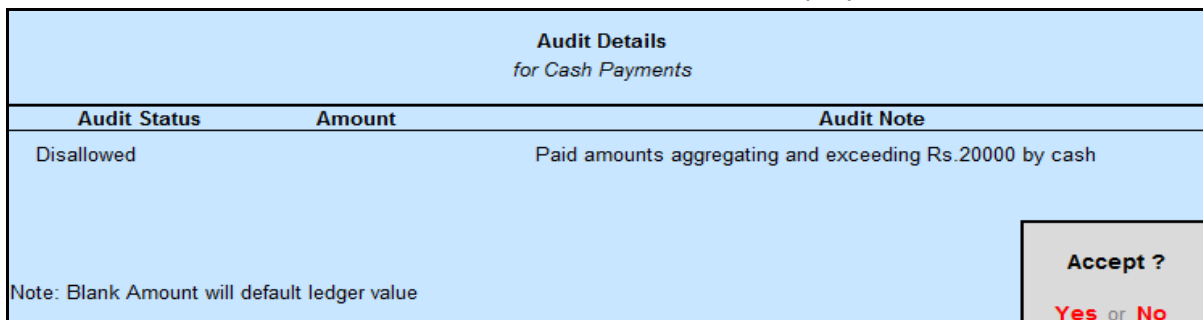 Audit Details
for Cash Payments
Audit Status Amount Audit Note
Disallowed Paid amounts aggregating and exceeding Rs.20000 by cash
Accept ?
Note: Blank Amount will default ledger value
Yes or No